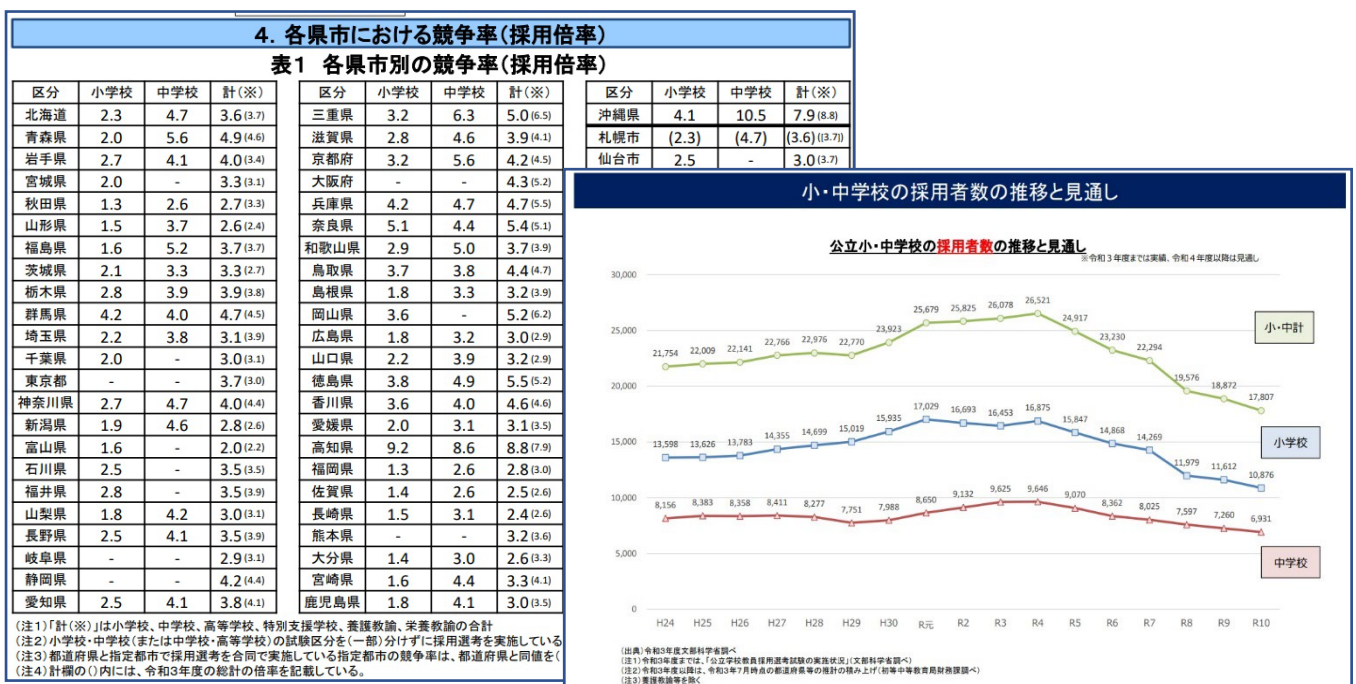 4．各県市における競争率(採用倍率)
表1 各県市別の競争率(採用倍率)
区分 小学校 中学校 計(※)
北海道 2.3 4.7 3.6(3.7)
青森県 2.0 5.6 4.9(4.6)
岩手県 2.7 4.1 4.0(3.4)
宮城県 2.0 - 3.3(3.1)
秋田県 1.3 2.6 2.7(3.3)
山形県 1.5 3.7 2.6(2.4)
福島県 1.6 5.2 3.7(3.7)
茨城県 2.1 3.3 3.3(2.7)
栃木県 2.8 3.9 3.9(3.8)
群馬県 4.2 4.0 4.7(4.5)
埼玉県 2.2 3.8 3.1(3.9)
千葉県 2.0 - 3.0(3.1)
東京都 - - 3.7(3.0)
神奈川県 2.7 4.7 4.0(4.4)
新潟県 1.9 4.6 2.8(2.6)
富山県 1.6 - 2.0(2.2)
石川県 2.5 - 3.5(3.5)
福井県 2.8 - 3.5(3.9)
山梨県 1.8 4.2 3.0(3.1)
長野県 2.5 4.1 3.5(3.9)
岐阜県 - - 2.9(3.1)
静岡県 - - 4.2(4.4)
愛知県 2.5 4.1 3.8(4.1)
区分 小学校 中学校 計(※)
三重県 3.2 6.3 5.0(6.5)
滋賀県 2.8 4.6 3.9(4.1)
京都府 3.2 5.6 4.2(4.5)
大阪府 - - 4.3(5.2)
兵庫県 4.2 4.7 4.7(5.5)
奈良県 5.1 4.4 5.4(5.1)
和歌山県 2.9 5.0 3.7(3.9)
鳥取県 3.7 3.8 4.4(4.7)
島根県 1.8 3.3 3.2(3.9)
岡山県 3.6 - 5.2(6.2)
広島県 1.8 3.2 3.0(2.9)
山口県 2.2 3.9 3.2(2.9)
徳島県 3.8 4.9 5.5(5.2)
香川県 3.6 4.0 4.6(4.6)
愛媛県 2.0 3.1 3.1(3.5)
高知県 9.2 8.6 8.8(7.9)
福岡県 1.3 2.6 2.8(3.0)
佐賀県 1.4 2.6 2.5(2.6)
長崎県 1.5 3.1 2.4(2.6)
熊本県 - - 3.2(3.6)
大分県 1.4 3.0 2.6(3.3)
宮崎県 1.6 4.4 3.3(4.1)
鹿児島県 1.8 4.1 3.0(3.5)
区分 小学校 中学校 計(※)
沖縄県 4.1 10.5 7.9(8.8)
札幌市 (2.3) (4.7) (3.6)((3.7))
仙台市 2.5 - 3.0(3.7)
(注1)「計(※)」は小学校、中学校、高等学校、特別支援学校、養護教諭、栄養教諭の合計
(注2)小学校・中学校(または中学校・高等学校)の試験区分を(一部)分けずに採用選考を実施している
(注3)都道府県と指定都市で採用選考を合同で実施している指定都市の競争率は、都道府県と同値を(
(注4)計欄の()内には、令和3年度の総計の倍率を記載している。
小・中学校の採用者数の推移と見通し
公立小・中学校の採用者数の推移と見通し
※令和3年度までは実績、令和4年度以降は見通し
30,000
25,000
20,000
15,000
10,000
5,000
0
21,754 22,009 22,141 22,766 22,976 22,770 23,923 25,679 25,825 26,078 26,521 24,917 23,230 22,294 19,576 18,872 17,807
小・中計
13,598 13,626 13,783 14,355 14,699 15,019 15,935 17,029 16,693 16,453 16,875 15,847 14,868 14,269 11,979 11,612 10,876
小学校
8,156 8,383 8,358 8,411 8,277 7,751 7,988 8,650 9,132 9,625 9,646 9,070 8,362 8,025 7,597 7,260 6,931
中学校
H24 H25 H26 H27 H28 H29 H30 R元 R2 R3 R4 R5 R6 R7 R8 R9 R10
(出典)令和3年度文部科学省調べ
(注1)令和3年度までは、「公立学校教員採用選考試験の実施状況」(文部科学省調べ)
(注2)令和3年度以降は、令和3年7月時点の都道府県等の推計の積み上げ(初等中等教育局財務課調べ)
(注3)養護教諭等を除く